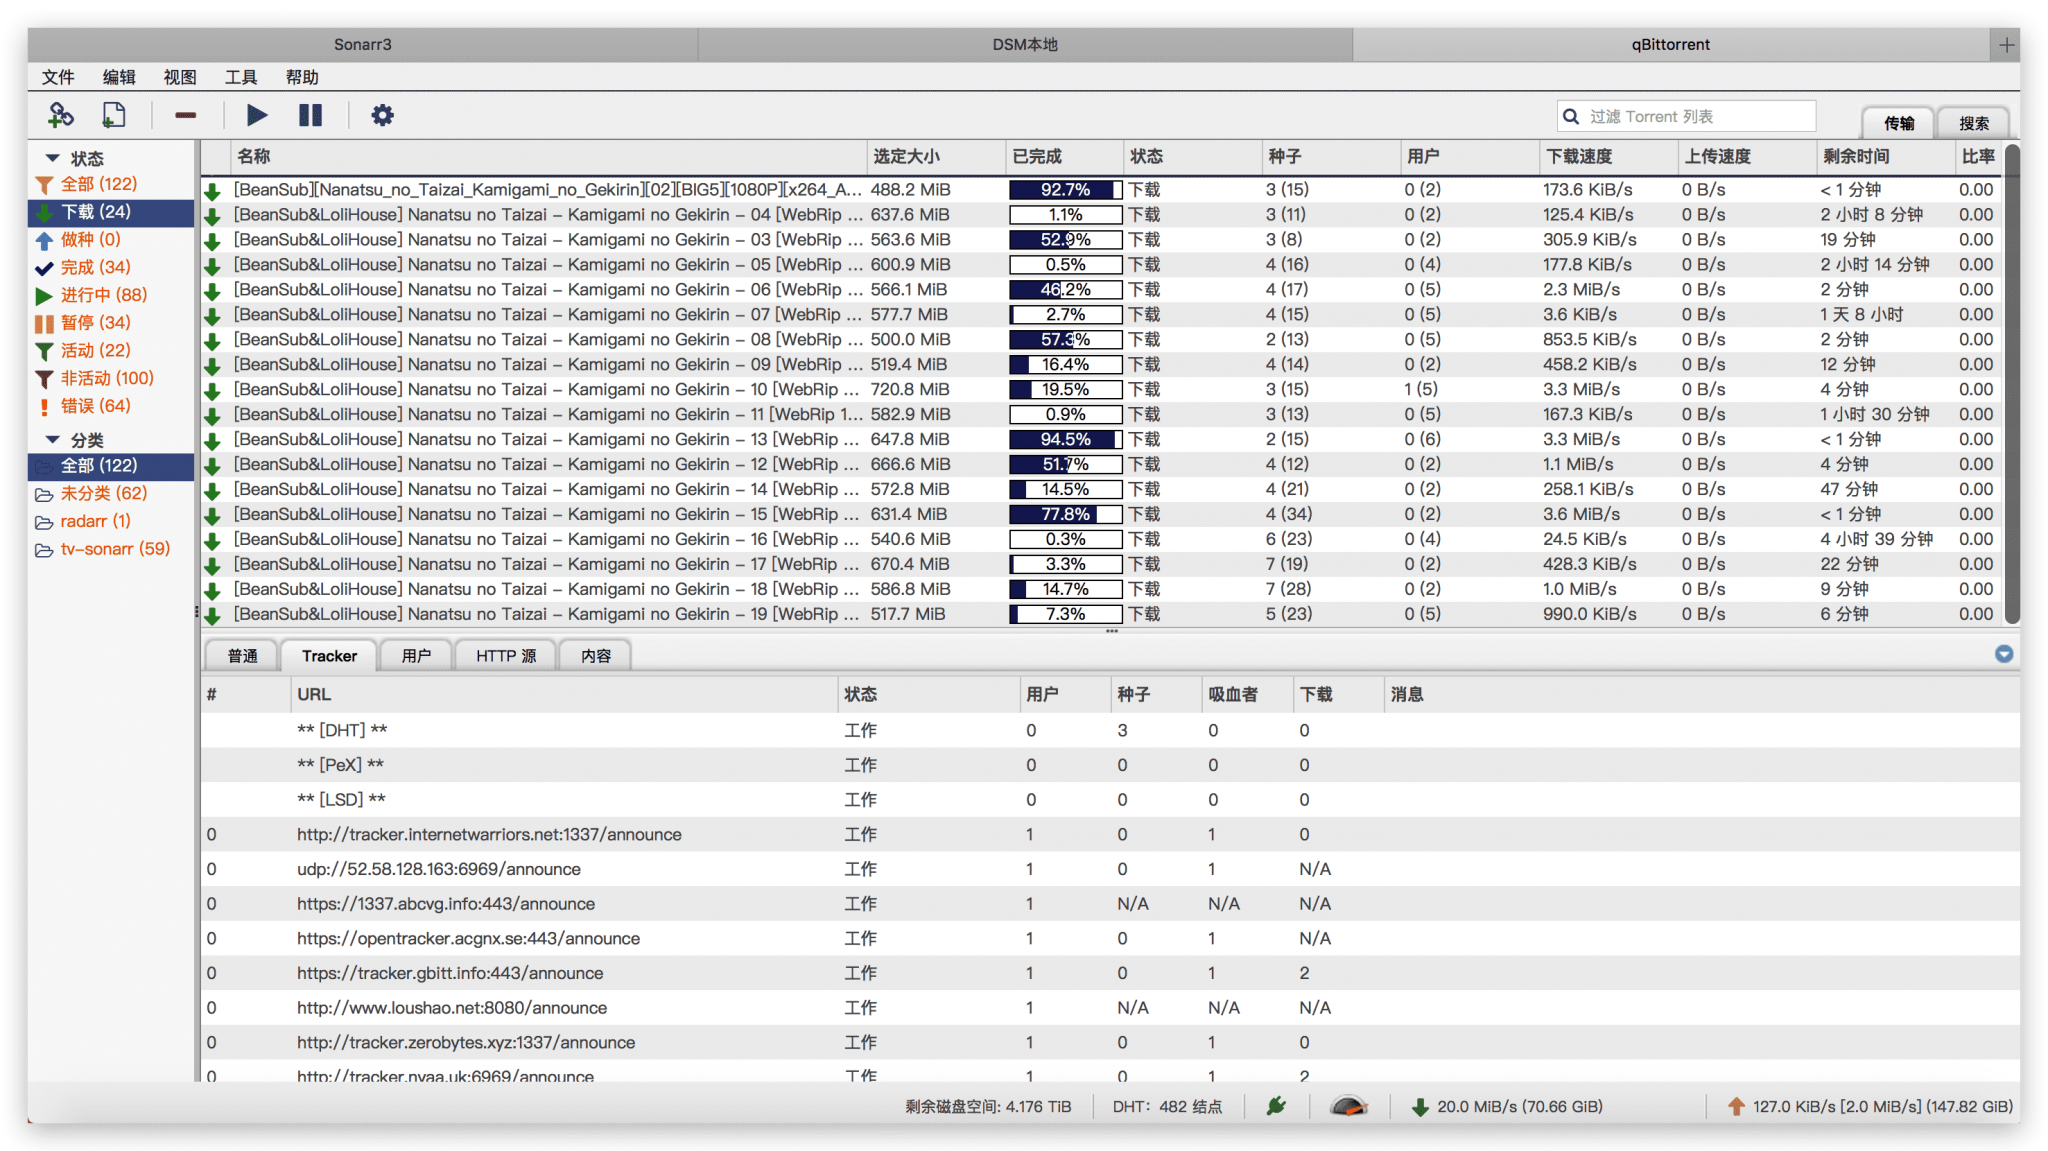 Sonarr3 DSM本地 qBittorrent +
文件 编辑 视图 工具 帮助
过滤 Torrent 列表 传输 搜索
状态
全部 (122)
下载 (24)
做种 (0)
完成 (34)
进行中 (88)
暂停 (34)
活动 (22)
非活动 (100)
错误 (64)
分类
全部 (122)
未分类 (62)
radarr (1)
tv-sonarr (59)
名称 选定大小 已完成 状态 种子 用户 下载速度 上传速度 剩余时间 比率
[BeanSub][Nanatsu_no_Taizai_Kamigami_no_Gekirin][02][BIG5][1080P][x264_A... 488.2 MiB 92.7% 下载 3 (15) 0 (2) 173.6 KiB/s 0 B/s < 1 分钟 0.00
[BeanSub&LoliHouse] Nanatsu no Taizai – Kamigami no Gekirin – 04 [WebRip ... 637.6 MiB 1.1% 下载 3 (11) 0 (2) 125.4 KiB/s 0 B/s 2 小时 8 分钟 0.00
[BeanSub&LoliHouse] Nanatsu no Taizai – Kamigami no Gekirin – 03 [WebRip ... 563.6 MiB 52.9% 下载 3 (8) 0 (2) 305.9 KiB/s 0 B/s 19 分钟 0.00
[BeanSub&LoliHouse] Nanatsu no Taizai – Kamigami no Gekirin – 05 [WebRip ... 600.9 MiB 0.5% 下载 4 (16) 0 (4) 177.8 KiB/s 0 B/s 2 小时 14 分钟 0.00
[BeanSub&LoliHouse] Nanatsu no Taizai – Kamigami no Gekirin – 06 [WebRip ... 566.1 MiB 46.2% 下载 4 (17) 0 (5) 2.3 MiB/s 0 B/s 2 分钟 0.00
[BeanSub&LoliHouse] Nanatsu no Taizai – Kamigami no Gekirin – 07 [WebRip ... 577.7 MiB 2.7% 下载 4 (15) 0 (5) 3.6 KiB/s 0 B/s 1 天 8 小时 0.00
[BeanSub&LoliHouse] Nanatsu no Taizai – Kamigami no Gekirin – 08 [WebRip ... 500.0 MiB 57.3% 下载 2 (13) 0 (5) 853.5 KiB/s 0 B/s 2 分钟 0.00
[BeanSub&LoliHouse] Nanatsu no Taizai – Kamigami no Gekirin – 09 [WebRip ... 519.4 MiB 16.4% 下载 4 (14) 0 (2) 458.2 KiB/s 0 B/s 12 分钟 0.00
[BeanSub&LoliHouse] Nanatsu no Taizai – Kamigami no Gekirin – 10 [WebRip ... 720.8 MiB 19.5% 下载 3 (15) 1 (5) 3.3 MiB/s 0 B/s 4 分钟 0.00
[BeanSub&LoliHouse] Nanatsu no Taizai – Kamigami no Gekirin – 11 [WebRip 1... 582.9 MiB 0.9% 下载 3 (13) 0 (5) 167.3 KiB/s 0 B/s 1 小时 30 分钟 0.00
[BeanSub&LoliHouse] Nanatsu no Taizai – Kamigami no Gekirin – 13 [WebRip ... 647.8 MiB 94.5% 下载 2 (15) 0 (6) 3.3 MiB/s 0 B/s < 1 分钟 0.00
[BeanSub&LoliHouse] Nanatsu no Taizai – Kamigami no Gekirin – 12 [WebRip ... 666.6 MiB 51.7% 下载 4 (12) 0 (2) 1.1 MiB/s 0 B/s 4 分钟 0.00
[BeanSub&LoliHouse] Nanatsu no Taizai – Kamigami no Gekirin – 14 [WebRip ... 572.8 MiB 14.5% 下载 4 (21) 0 (2) 258.1 KiB/s 0 B/s 47 分钟 0.00
[BeanSub&LoliHouse] Nanatsu no Taizai – Kamigami no Gekirin – 15 [WebRip ... 631.4 MiB 77.8% 下载 4 (34) 0 (2) 3.6 MiB/s 0 B/s < 1 分钟 0.00
[BeanSub&LoliHouse] Nanatsu no Taizai – Kamigami no Gekirin – 16 [WebRip ... 540.6 MiB 0.3% 下载 6 (23) 0 (4) 24.5 KiB/s 0 B/s 4 小时 39 分钟 0.00
[BeanSub&LoliHouse] Nanatsu no Taizai – Kamigami no Gekirin – 17 [WebRip ... 670.4 MiB 3.3% 下载 7 (19) 0 (2) 428.3 KiB/s 0 B/s 22 分钟 0.00
[BeanSub&LoliHouse] Nanatsu no Taizai – Kamigami no Gekirin – 18 [WebRip ... 586.8 MiB 14.7% 下载 7 (28) 0 (2) 1.0 MiB/s 0 B/s 9 分钟 0.00
[BeanSub&LoliHouse] Nanatsu no Taizai – Kamigami no Gekirin – 19 [WebRip ... 517.7 MiB 7.3% 下载 5 (23) 0 (5) 990.0 KiB/s 0 B/s 6 分钟 0.00
普通 Tracker 用户 HTTP 源 内容
# URL 状态 用户 种子 吸血者 下载 消息
** [DHT] ** 工作 0 3 0 0
** [PeX] ** 工作 0 0 0 0
** [LSD] ** 工作 0 0 0 0
0 http://tracker.internetwarriors.net:1337/announce 工作 1 0 1 0
0 udp://52.58.128.163:6969/announce 工作 1 0 1 N/A
0 https://1337.abcvg.info:443/announce 工作 1 N/A N/A N/A
0 https://opentracker.acgnx.se:443/announce 工作 1 0 1 N/A
0 https://tracker.gbitt.info:443/announce 工作 1 0 1 2
0 http://www.loushao.net:8080/announce 工作 1 N/A N/A N/A
0 http://tracker.zerobytes.xyz:1337/announce 工作 1 0 1 0
0 http://tracker.nyaa.uk:6969/announce 工作 1 0 1 2
剩余磁盘空间: 4.176 TiB DHT: 482 结点 20.0 MiB/s (70.66 GiB) 127.0 KiB/s [2.0 MiB/s] (147.82 GiB)